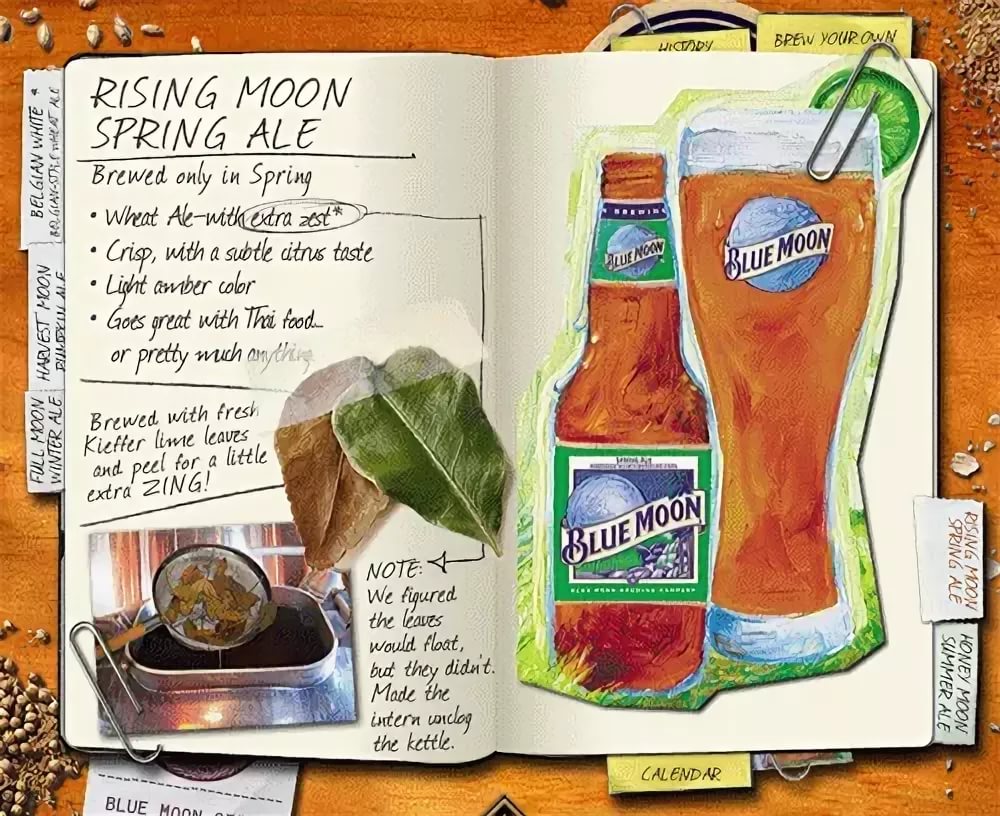 HISTORY
BREW YOUR OWN
RISING MOON
SPRING ALE
Brewed only in Spring
• Wheat Ale-with extra zest*
• Crisp, with a subtle citrus taste
• Light amber color
• Goes great with Thai food...
or pretty much anything
Brewed with fresh
Kieffer lime leaves
and peel for a little
extra ZING!
NOTE:
We figured
the leaves
would float,
but they didn't.
Made the
intern unclog
the kettle.
BELGIAN WHITE *
BELGIAN-STYLE WHEAT ALE
HARVEST MOON
PUMPKIN ALE
FULL MOON
WINTER ALE
BREWING
BLUE MOON
BLUE MOON
SPRING ALE
BLUE MOON
BLUE MOON BREWING COMPANY
RISING MOON
SPRING ALE
HONEY MOON
SUMMER ALE
CALENDAR
BLUE MOON